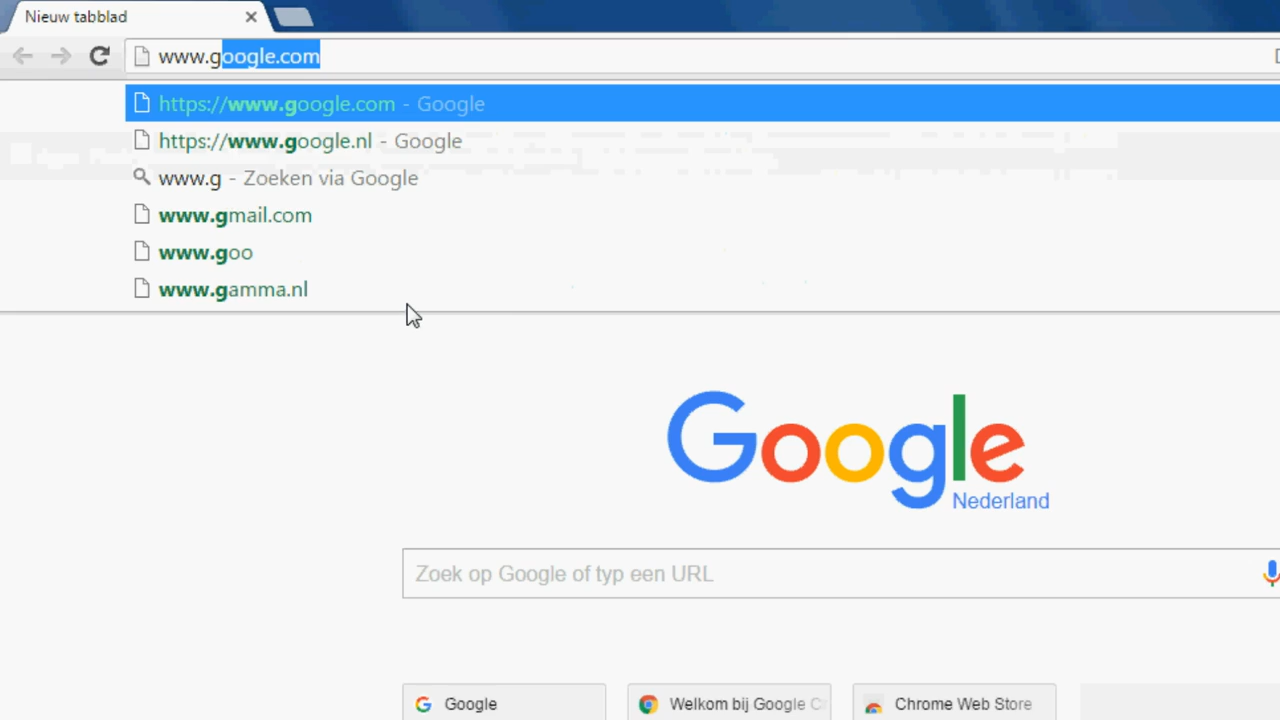 Nieuw tabblad
www.google.com
https://www.google.com - Google
https://www.google.nl - Google
www.g - Zoeken via Google
www.gmail.com
www.goo
www.gamma.nl
Google
Nederland
Zoek op Google of typ een URL
Google Welkom bij Google Chrome Web Store